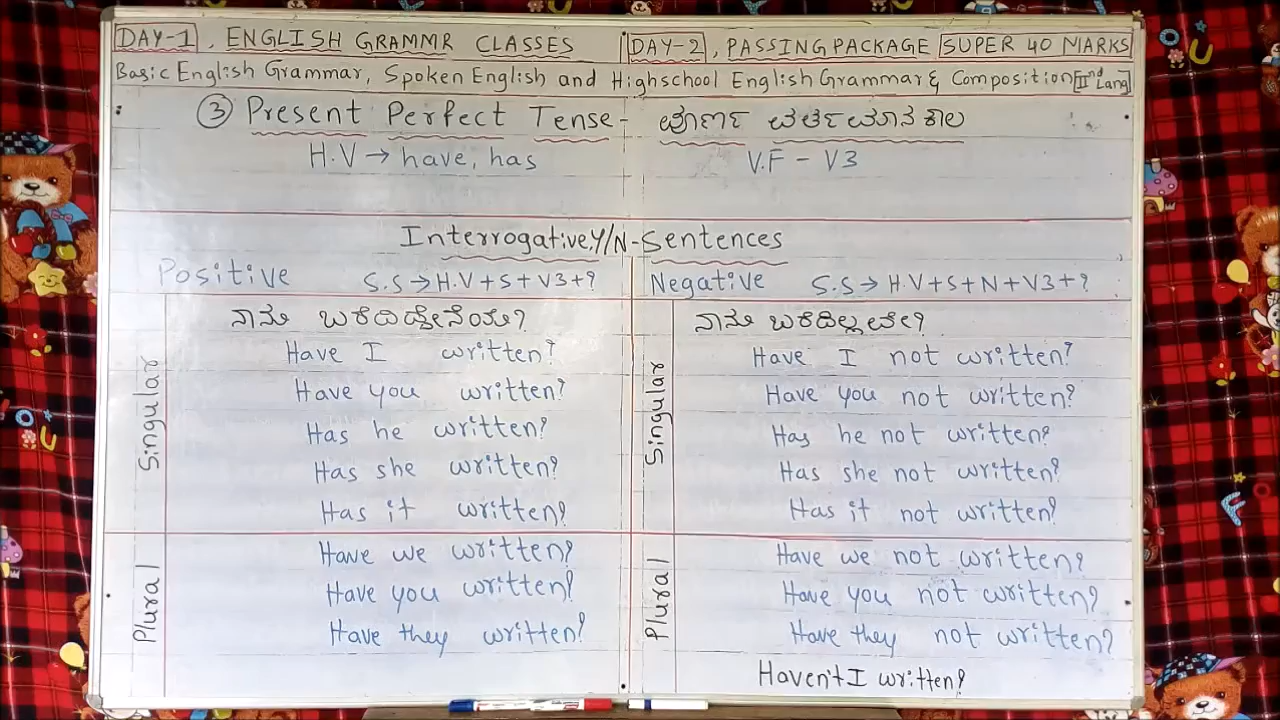 DAY-1, ENGLISH GRAMMR CLASSES DAY-2, PASSING PACKAGE SUPER 40 MARKS
Basic English Grammar, Spoken English and Highschool English Grammar & Composition [IInd Lang]
③ Present Perfect Tense - ಪೂರ್ಣ ವರ್ತಮಾನ ಕಾಲ
H.V → have, has V.F - V3
Interrogative,Y/N-Sentences
Positive S.S → H.V + S + V3 + ?
Negative S.S → H.V + S + N + V3 + ?
Singular
ನಾನು ಬರೆದಿದ್ದೇನೆಯೇ?
Have I written?
Have you written?
Has he written?
Has she written?
Has it written?
Plural
Have we written?
Have you written?
Have they written?
Singular
ನಾನು ಬರೆದಿಲ್ಲವೇ?
Have I not written?
Have you not written?
Has he not written?
Has she not written?
Has it not written?
Plural
Have we not written?
Have you not written?
Have they not written?
Haven't I written?